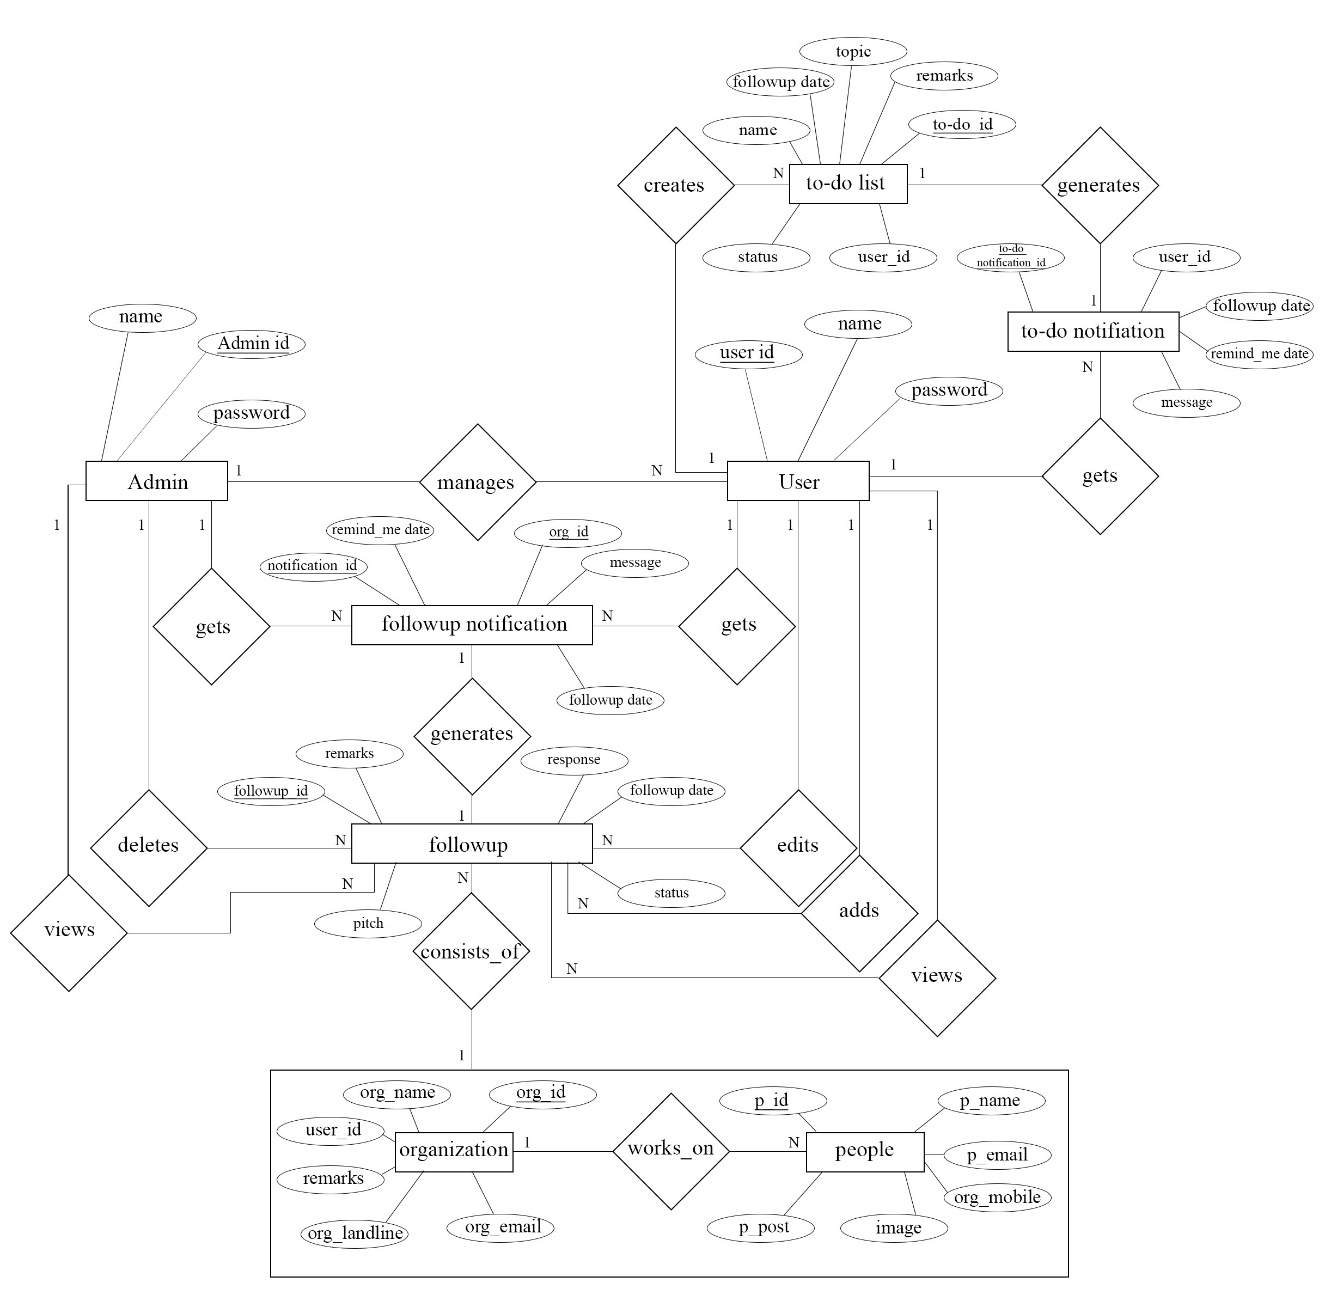 topic
followup date
remarks
name
to-do_id
creates
N
to-do list
1
generates
status
user_id
to-do
notification_id
user_id
name
Admin id
password
1
followup date
to-do notifiation
remind_me date
N
message
user id
name
password
Admin
1
manages
N
1
User
1
gets
1
1
1
remind_me date
org_id
notification_id
message
1
1
1
1
gets
N
followup notification
N
gets
1
followup date
generates
remarks
response
followup_id
followup date
1
deletes
N
followup
N
edits
N
N
status
N
adds
pitch
views
consists_of
N
views
1
org_name
org_id
p_id
p_name
user_id
organization
1
works_on
N
people
p_email
remarks
org_mobile
org_landline
org_email
p_post
image